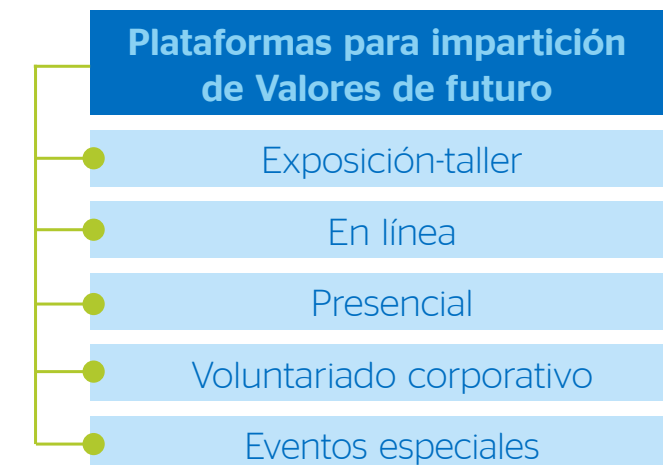 Plataformas para impartición
de Valores de futuro
Exposición-taller
En línea
Presencial
Voluntariado corporativo
Eventos especiales